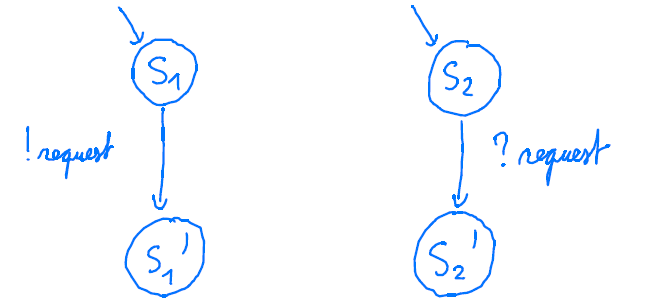 S₁
S₂
! request
? request
S₁'
S₂'